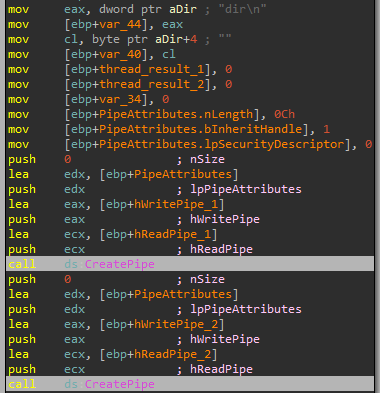 mov eax, dword ptr aDir ; "dir\n"
mov [ebp+var_44], eax
mov cl, byte ptr aDir+4 ; ""
mov [ebp+var_40], cl
mov [ebp+thread_result_1], 0
mov [ebp+thread_result_2], 0
mov [ebp+var_34], 0
mov [ebp+PipeAttributes.nLength], 0Ch
mov [ebp+PipeAttributes.bInheritHandle], 1
mov [ebp+PipeAttributes.lpSecurityDescriptor], 0
push 0 ; nSize
lea edx, [ebp+PipeAttributes]
push edx ; lpPipeAttributes
lea eax, [ebp+hWritePipe_1]
push eax ; hWritePipe
lea ecx, [ebp+hReadPipe_1]
push ecx ; hReadPipe
call ds CreatePipe
push 0 ; nSize
lea edx, [ebp+PipeAttributes]
push edx ; lpPipeAttributes
lea eax, [ebp+hWritePipe_2]
push eax ; hWritePipe
lea ecx, [ebp+hReadPipe_2]
push ecx ; hReadPipe
call ds CreatePipe